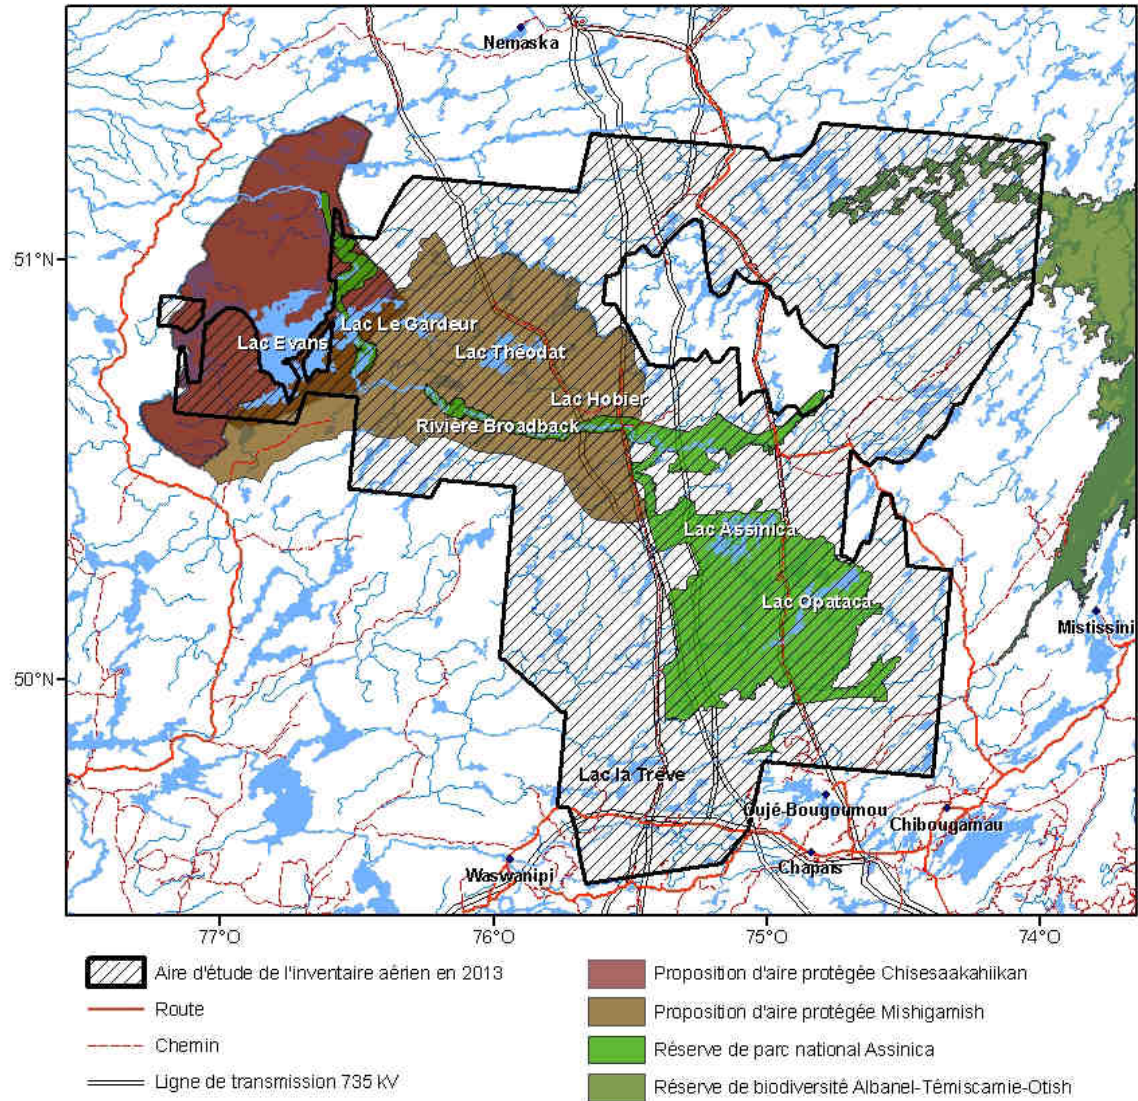 Nemaska
51°N
Lac Le Gardeur
Lac Evans
Lac Théodat
Lac Hobier
Rivière Broadback
Lac Assinica
Lac Opataca
Mistissini
50°N
Lac la Trêve
Oujé-Bougoumou
Chibougamau
Chapais
Waswanipi
77°O
76°O
75°O
74°O
Aire d'étude de l'inventaire aérien en 2013
Route
Chemin
Ligne de transmission 735 kV
Proposition d'aire protégée Chisesaakahiikan
Proposition d'aire protégée Mishigamish
Réserve de parc national Assinica
Réserve de biodiversité Albanel-Témiscamie-Otish